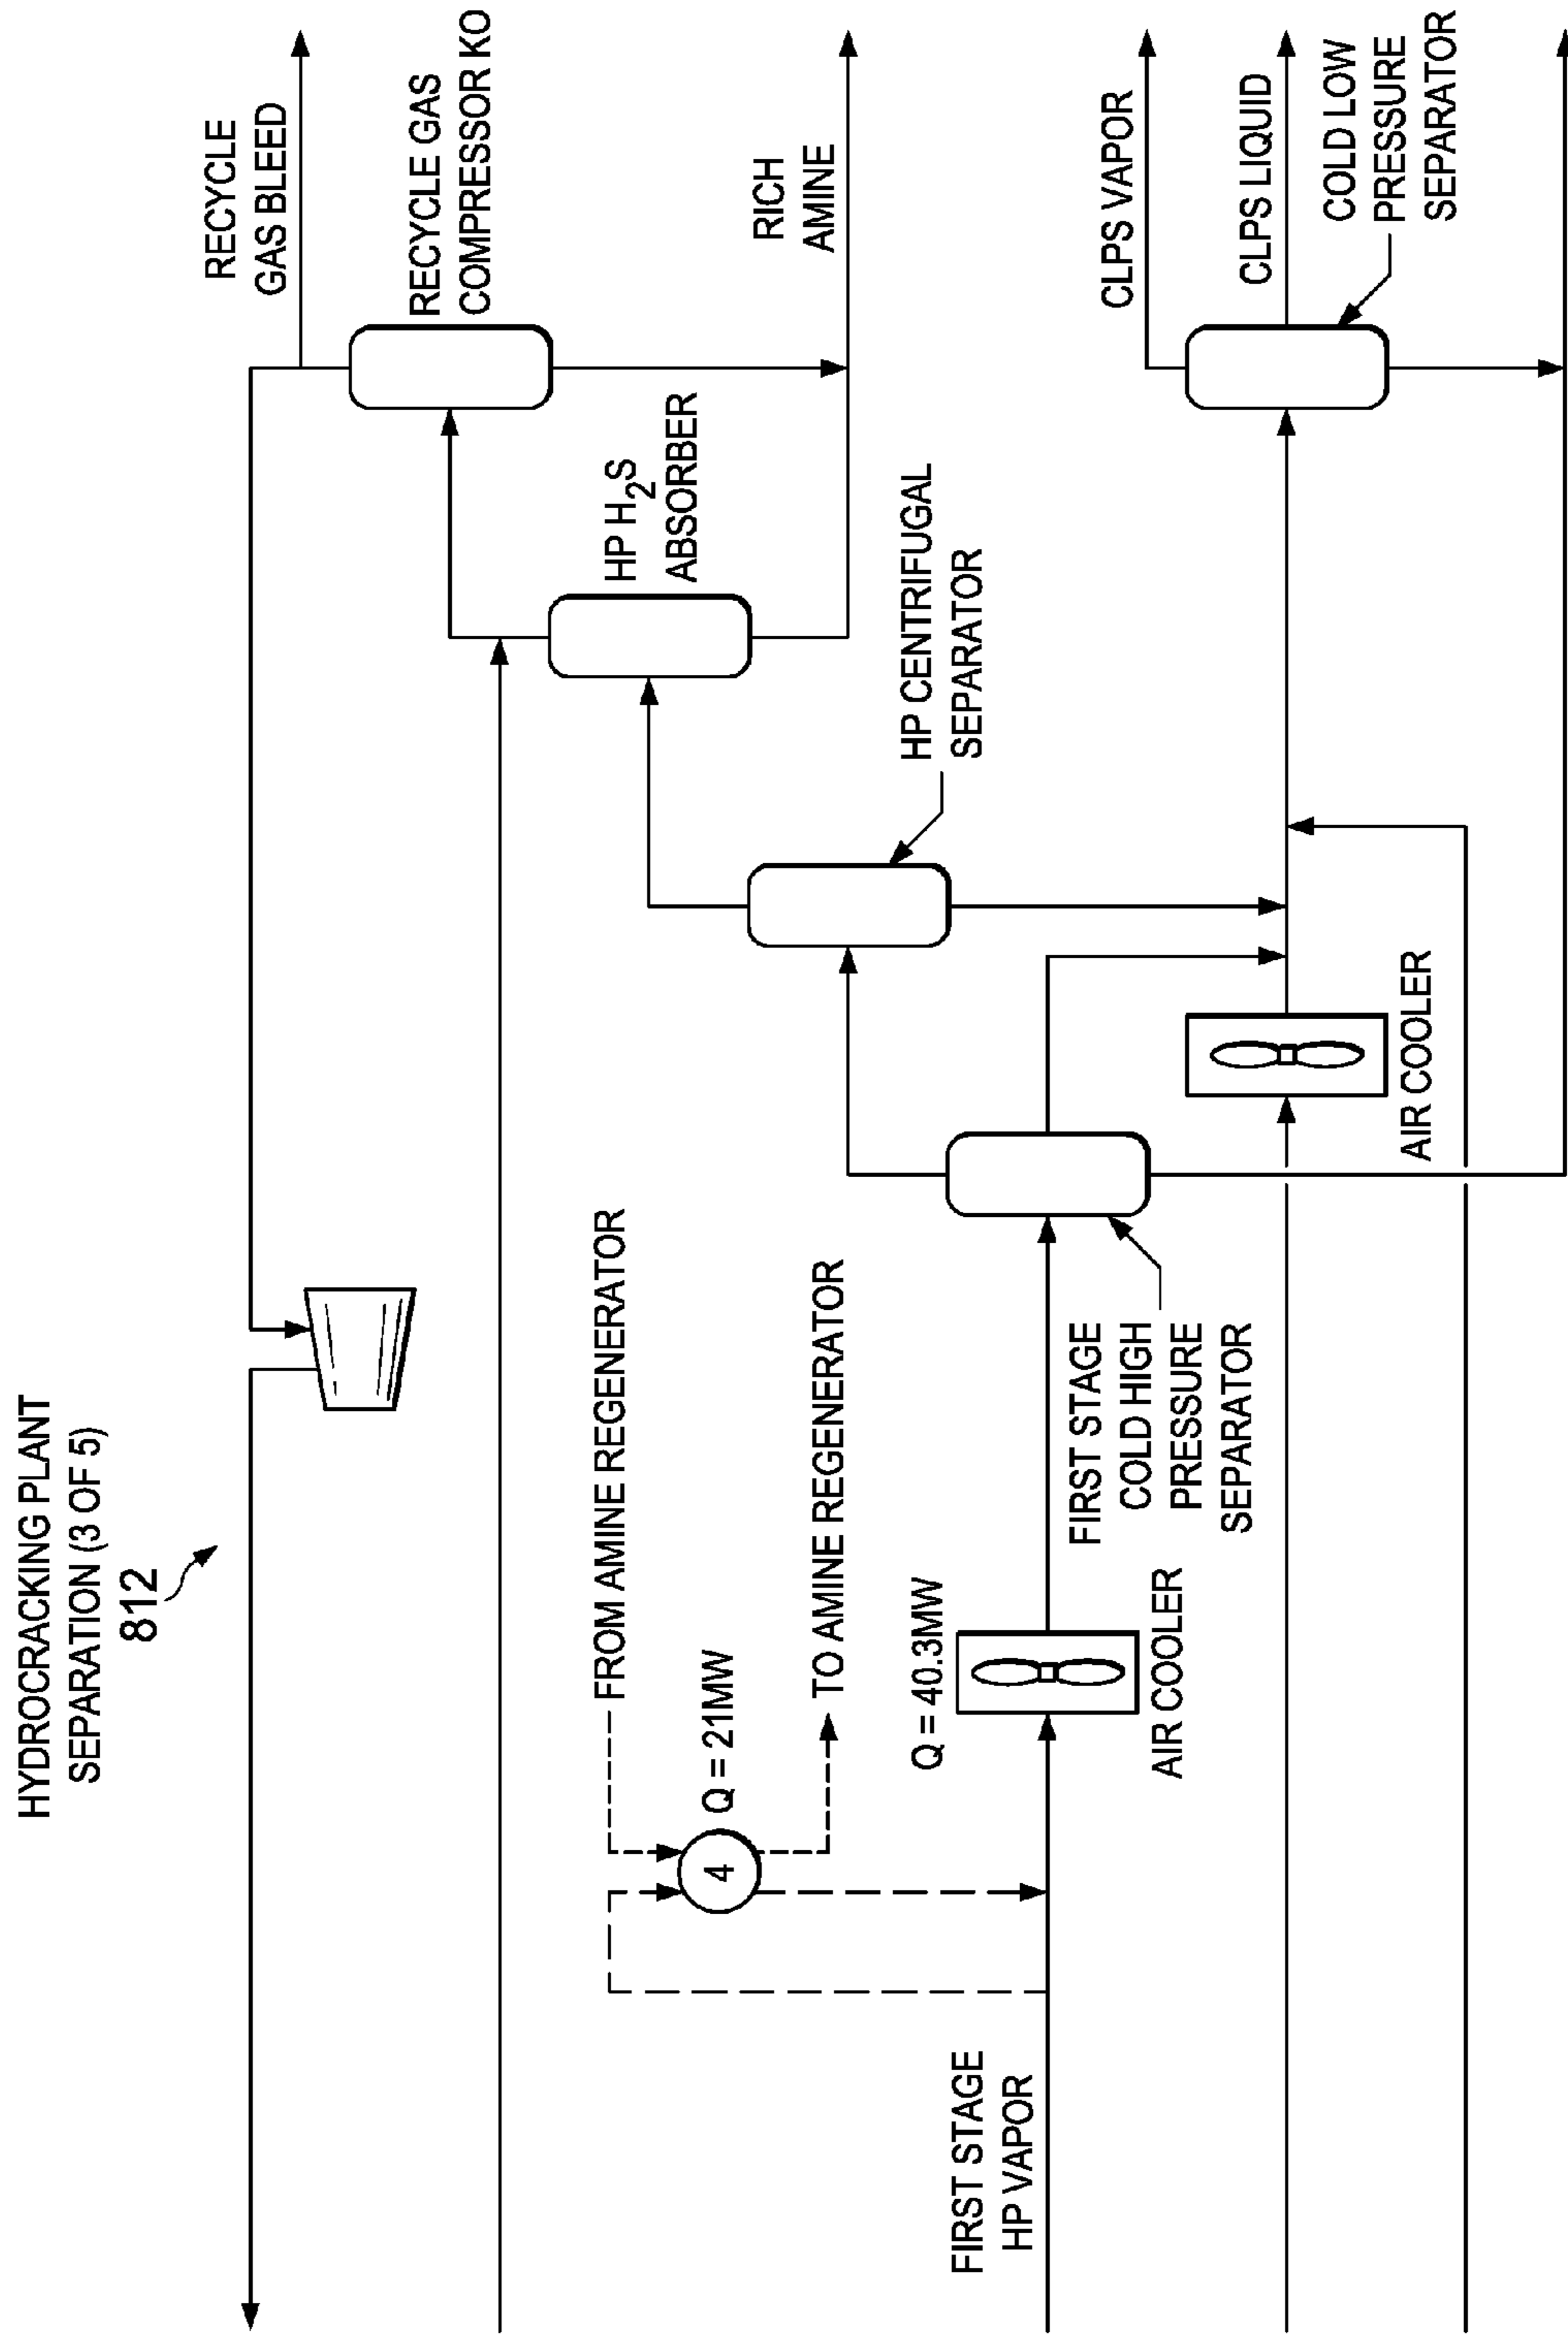 HYDROCRACKING PLANT
SEPARATION (3 OF 5)
812
RECYCLE
GAS BLEED
RECYCLE GAS
COMPRESSOR KO
HP H2S
ABSORBER
RICH
AMINE
FROM AMINE REGENERATOR
Q = 21MW
4
TO AMINE REGENERATOR
HP CENTRIFUGAL
SEPARATOR
FIRST STAGE
HP VAPOR
Q = 40.3MW
AIR COOLER
FIRST STAGE
COLD HIGH
PRESSURE
SEPARATOR
AIR COOLER
CLPS VAPOR
CLPS LIQUID
COLD LOW
PRESSURE
SEPARATOR